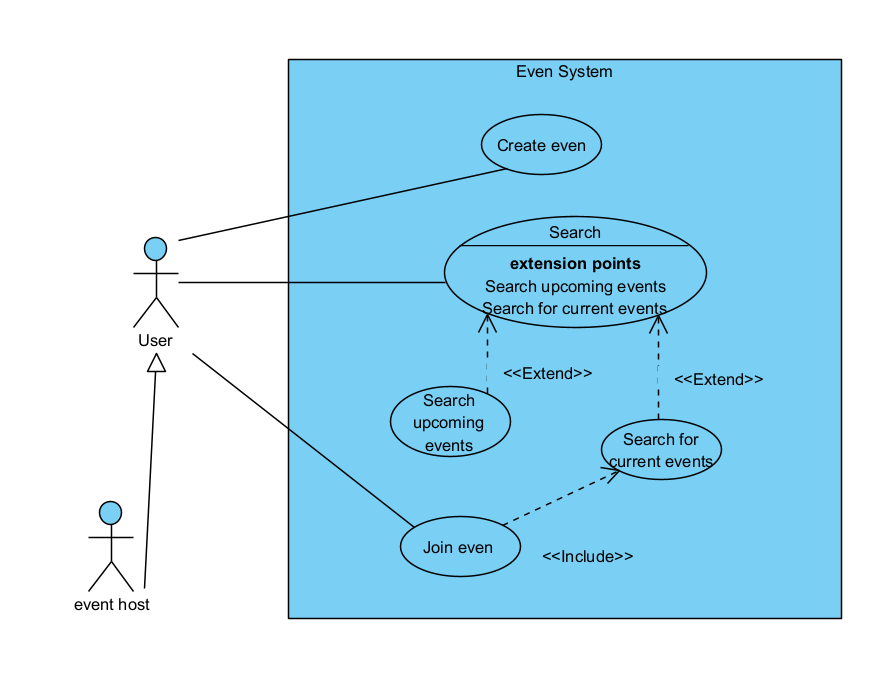 Even System
Create even
Search
extension points
Search upcoming events
Search for current events
User
<<Extend>>
<<Extend>>
Search
upcoming
events
Search for
current events
Join even
<<Include>>
event host